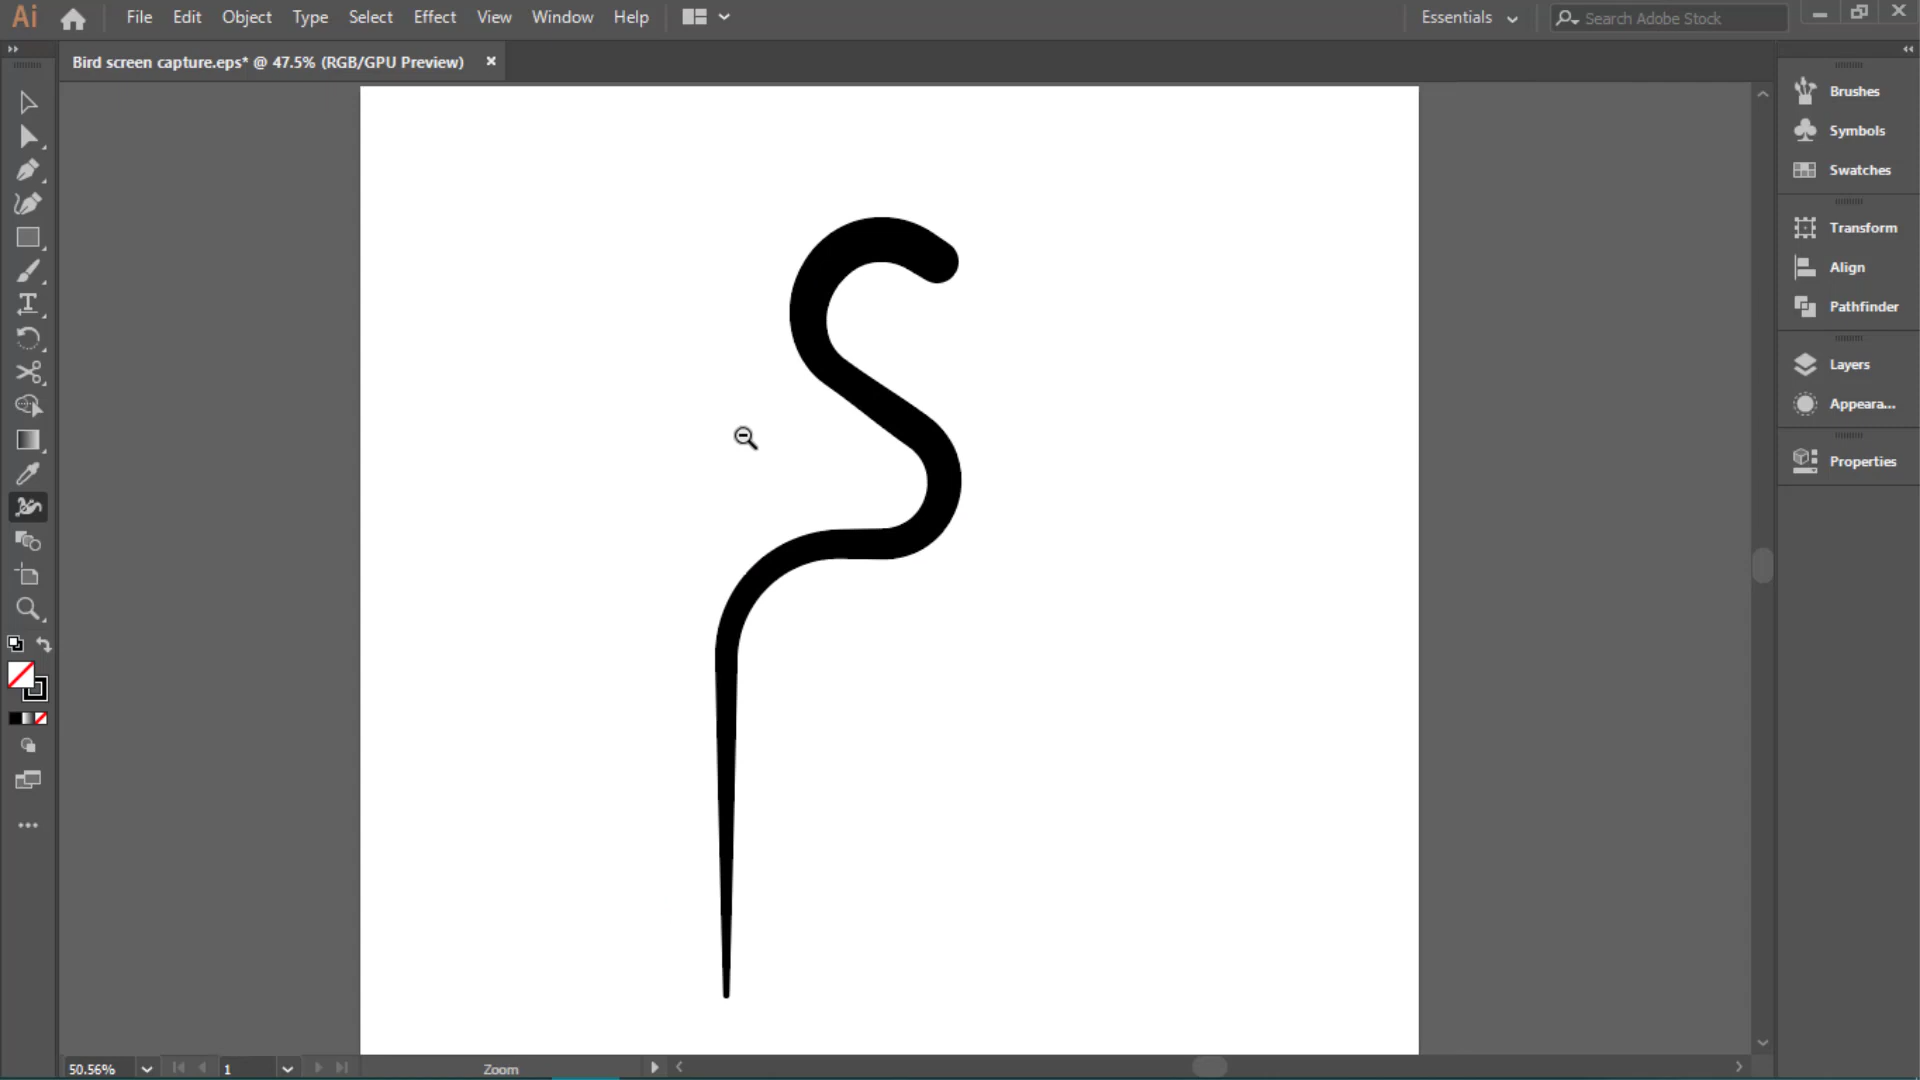 Ai File Edit Object Type Select Effect View Window Help Essentials Search Adobe Stock
Bird screen capture.eps* @ 47.5% (RGB/GPU Preview)
Brushes
Symbols
Swatches
Transform
Align
Pathfinder
Layers
Appeara...
Properties
50.56% 1 Zoom